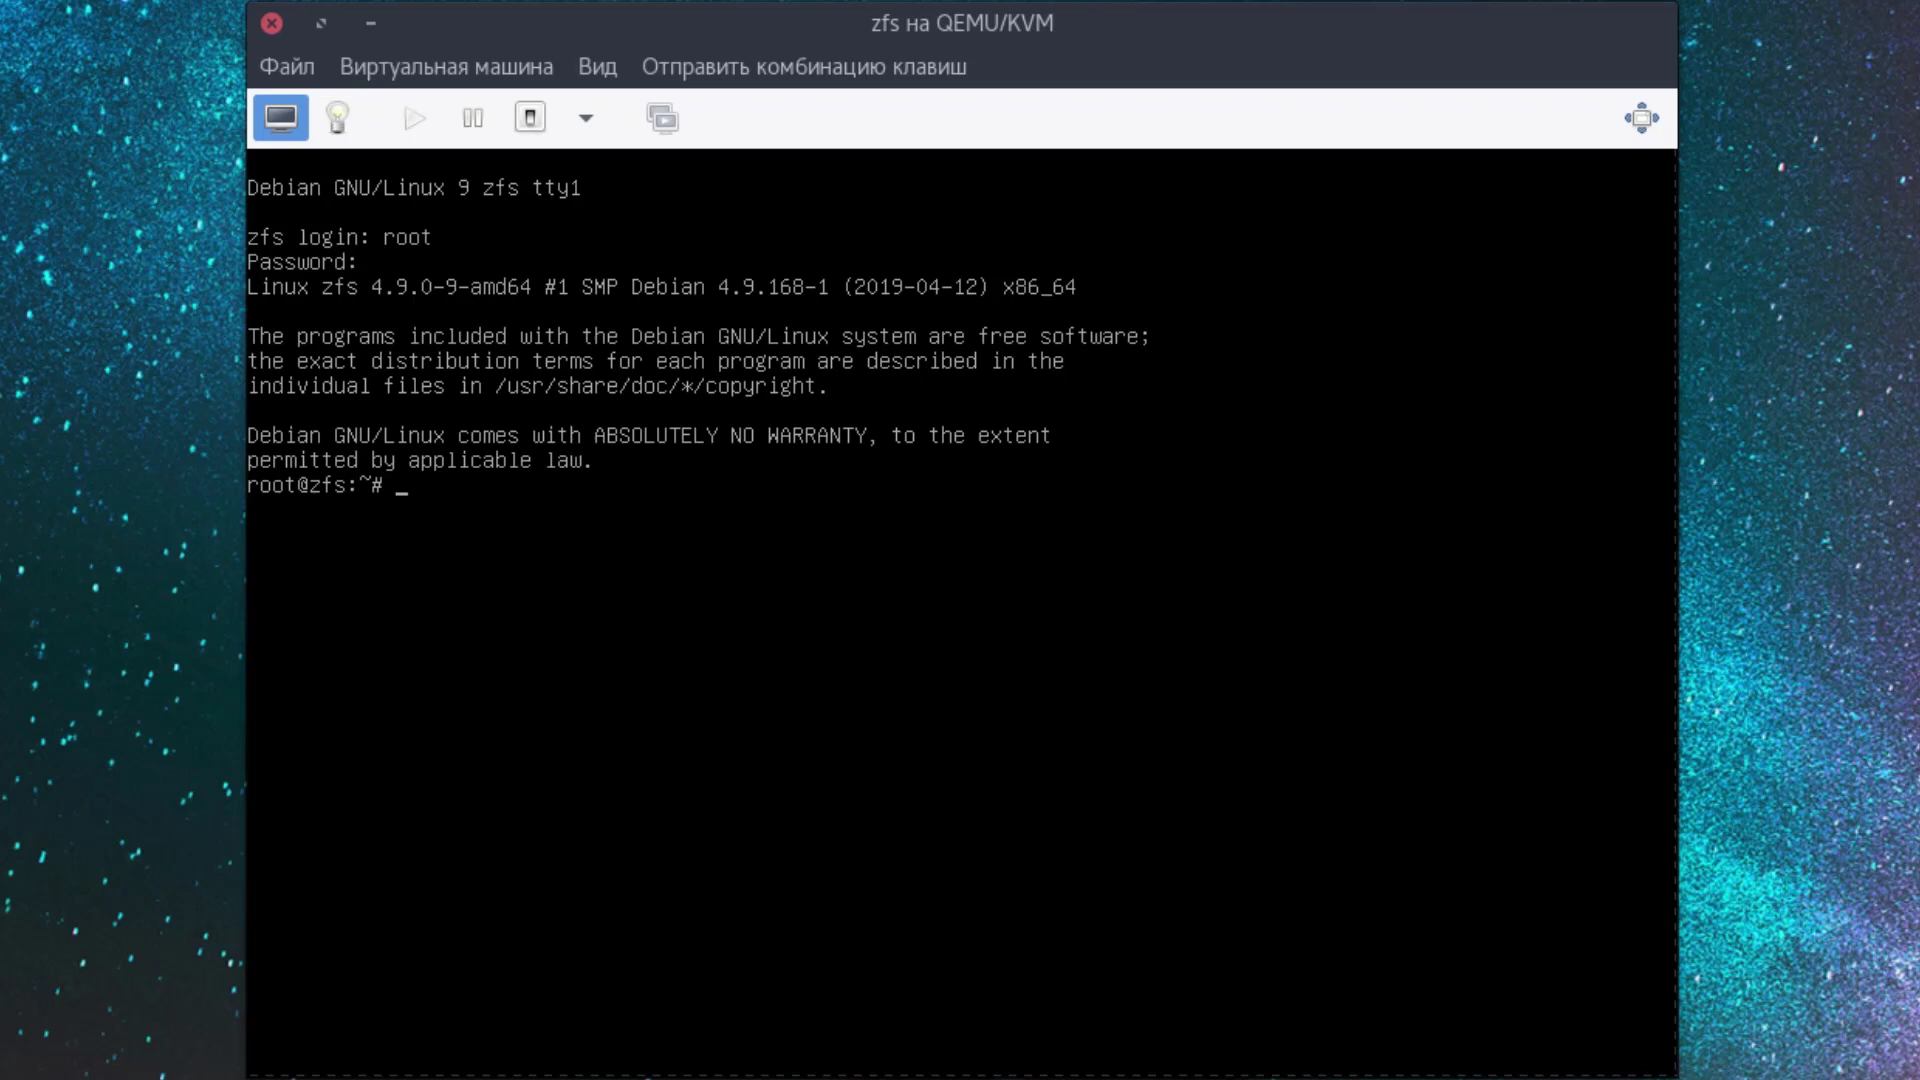 zfs на QEMU/KVM
Файл Виртуальная машина Вид Отправить комбинацию клавиш
Debian GNU/Linux 9 zfs tty1
zfs login: root
Password:
Linux zfs 4.9.0-9-amd64 #1 SMP Debian 4.9.168-1 (2019-04-12) x86_64
The programs included with the Debian GNU/Linux system are free software;
the exact distribution terms for each program are described in the
individual files in /usr/share/doc/*/copyright.
Debian GNU/Linux comes with ABSOLUTELY NO WARRANTY, to the extent
permitted by applicable law.
root@zfs:~# _